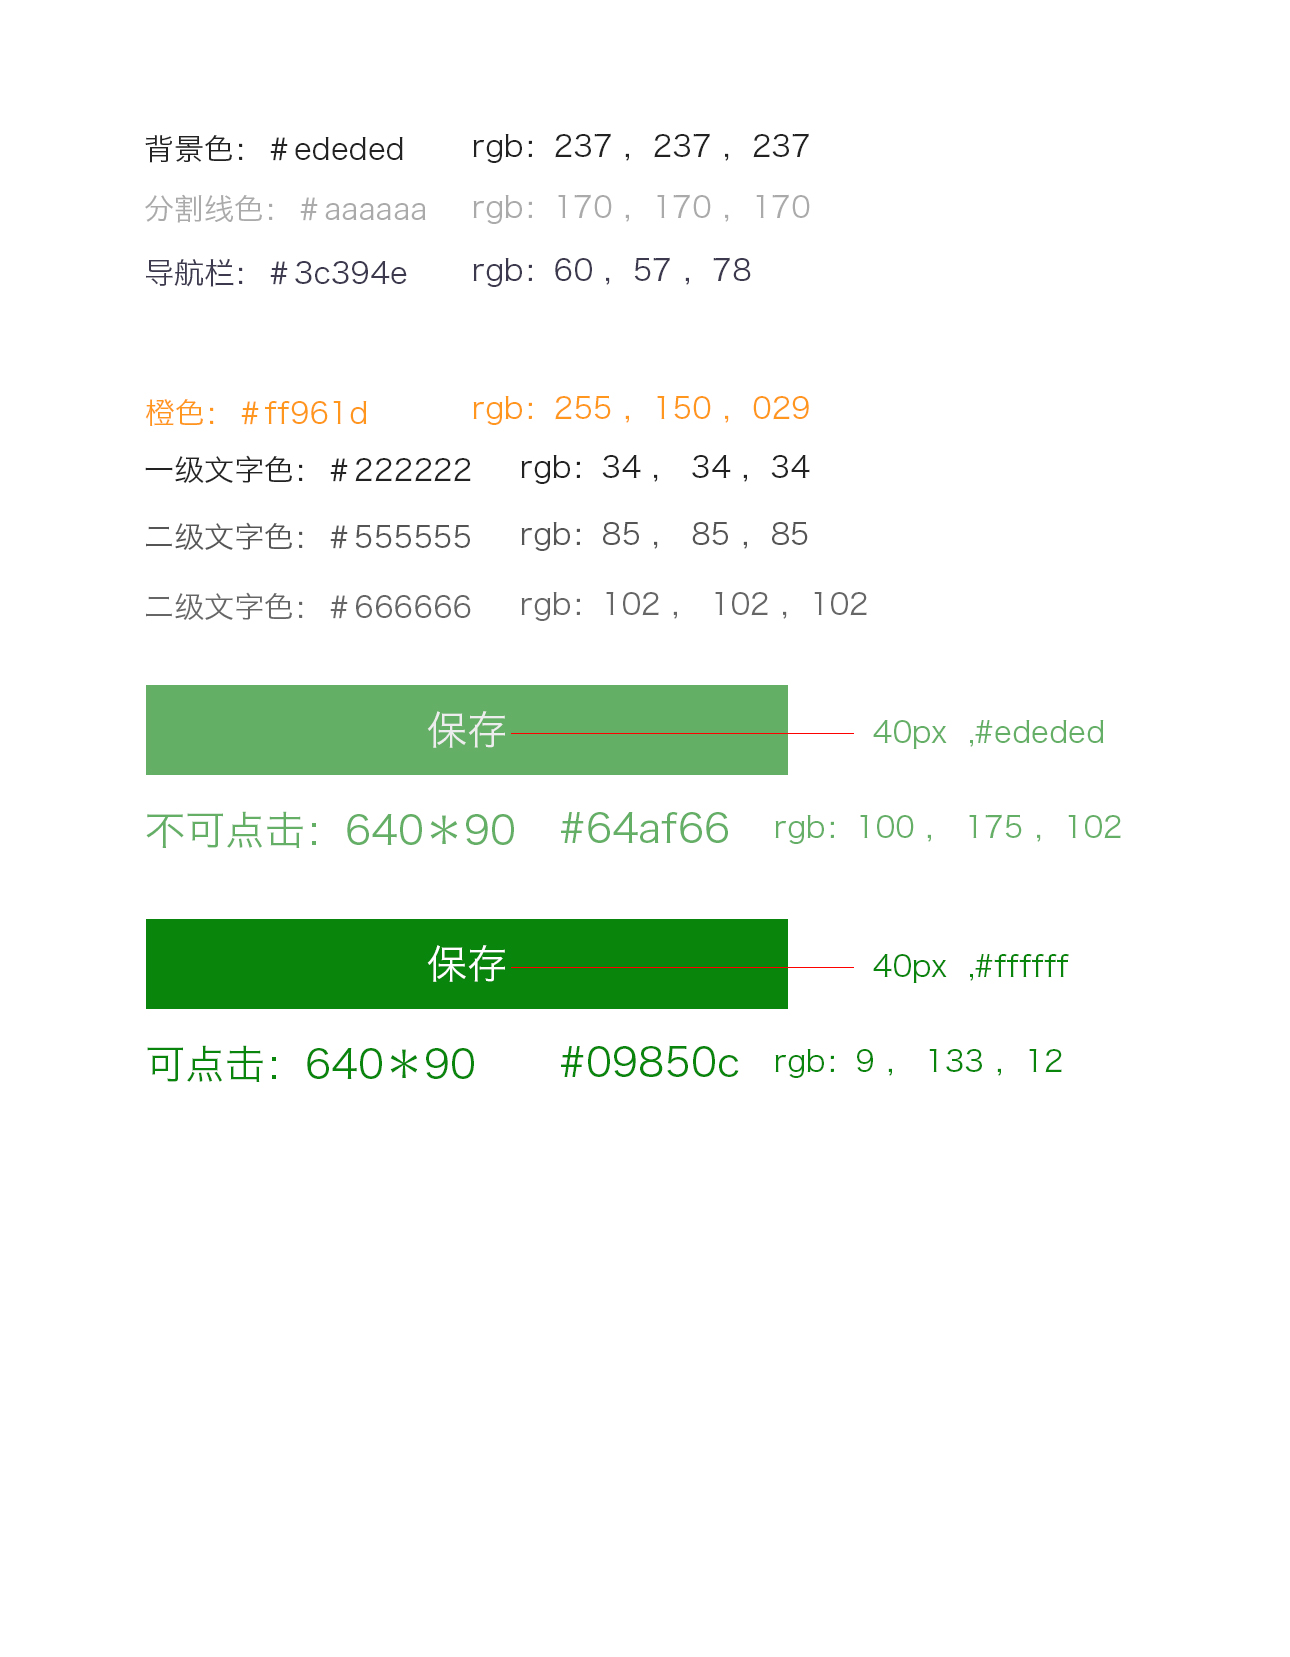 背景色：#ededed rgb：237，237，237
分割线色：#aaaaaa rgb：170，170，170
导航栏：#3c394e rgb：60，57，78
橙色：#ff961d rgb：255，150，029
一级文字色：#222222 rgb：34， 34，34
二级文字色：#555555 rgb：85， 85，85
二级文字色：#666666 rgb：102， 102，102
保存 40px ,#ededed
不可点击：640＊90 #64af66 rgb：100， 175，102
保存 40px ,#ffffff
可点击：640＊90 #09850c rgb：9， 133，12